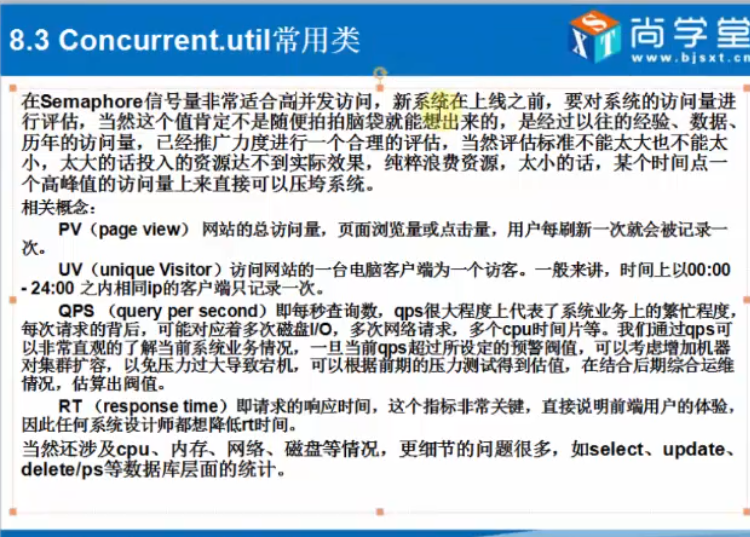 8.3 Concurrent.util常用类
尚学堂
www.bjsxt.cn
在Semaphore信号量非常适合高并发访问，新系统在上线之前，要对系统的访问量进
行评估，当然这个值肯定不是随便拍拍脑袋就能想出来的，是经过以往的经验、数据、
历年的访问量，已经推广力度进行一个合理的评估，当然评估标准不能太大也不能太
小，太大的话投入的资源达不到实际效果，纯粹浪费资源，太小的话，某个时间点一
个高峰值的访问量上来直接可以压垮系统。
相关概念：
PV（page view） 网站的总访问量，页面浏览量或点击量，用户每刷新一次就会被记录一
次。
UV（unique Visitor）访问网站的一台电脑客户端为一个访客。一般来讲，时间上以00:00
- 24:00 之内相同ip的客户端只记录一次。
QPS （query per second）即每秒查询数，qps很大程度上代表了系统业务上的繁忙程度，
每次请求的背后，可能对应着多次磁盘I/O，多次网络请求，多个cpu时间片等。我们通过qps可
以非常直观的了解当前系统业务情况，一旦当前qps超过所设定的预警阀值，可以考虑增加机器
对集群扩容，以免压力过大导致宕机，可以根据前期的压力测试得到估值，在结合后期综合运维
情况，估算出阀值。
RT （response time）即请求的响应时间，这个指标非常关键，直接说明前端用户的体验，
因此任何系统设计师都想降低rt时间。
当然还涉及cpu、内存、网络、磁盘等情况，更细节的问题很多，如select、update、
delete/ps等数据库层面的统计。